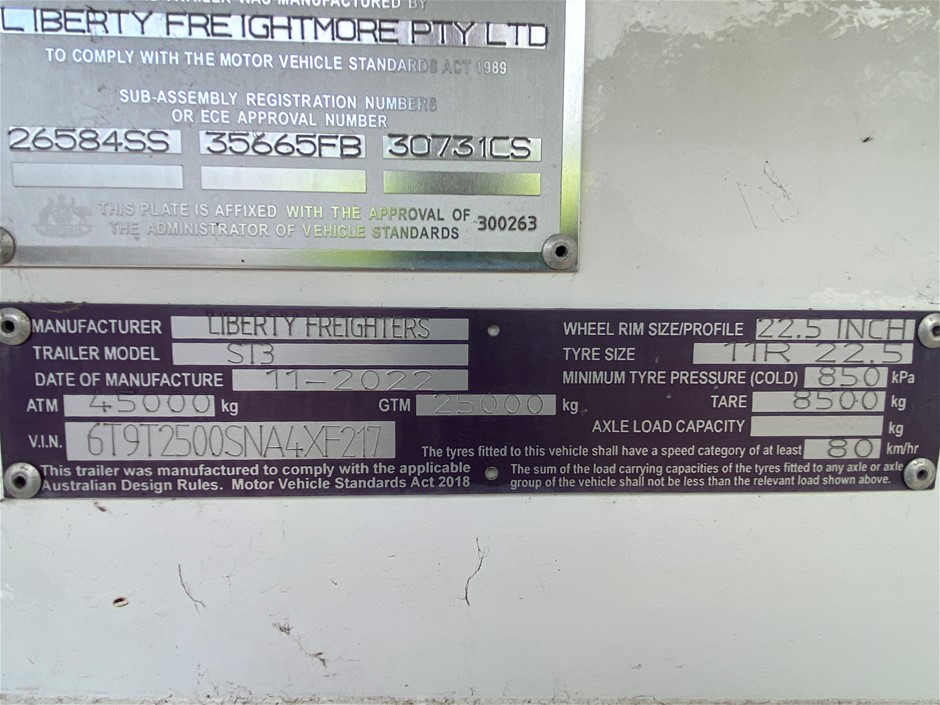 TRAILER WAS MANUFACTURED BY
LIBERTY FREIGHTMORE PTY LTD
TO COMPLY WITH THE MOTOR VEHICLE STANDARDS ACT 1989
SUB-ASSEMBLY REGISTRATION NUMBERS
OR ECE APPROVAL NUMBER
26584SS 35665FB 30731CS
THIS PLATE IS AFFIXED WITH THE APPROVAL OF
THE ADMINISTRATOR OF VEHICLE STANDARDS 300263
MANUFACTURER LIBERTY FREIGHTERS
TRAILER MODEL ST3
DATE OF MANUFACTURE 11-2022
ATM 45000 kg GTM 25000 kg
V.I.N. 6T9T2500SNA4XF217
This trailer was manufactured to comply with the applicable
Australian Design Rules. Motor Vehicle Standards Act 2018
WHEEL RIM SIZE/PROFILE 22.5 INCH
TYRE SIZE 11R 22.5
MINIMUM TYRE PRESSURE (COLD) 850 kPa
TARE 8500 kg
AXLE LOAD CAPACITY kg
The tyres fitted to this vehicle shall have a speed category of at least 80 km/hr
The sum of the load carrying capacities of the tyres fitted to any axle or axle
group of the vehicle shall not be less than the relevant load shown above.